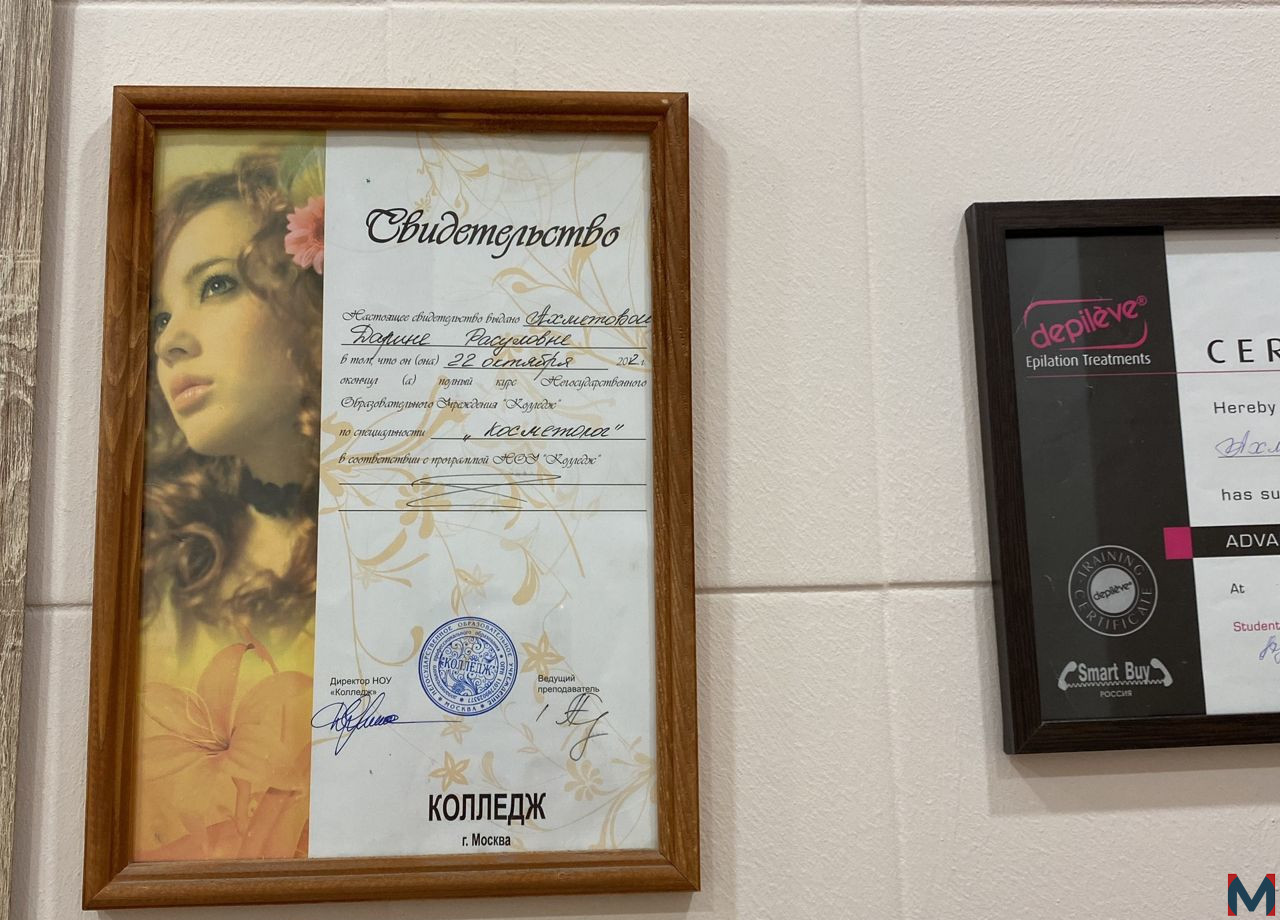 Свидетельство
Настоящее свидетельство выдано Ахметовой
Дарине Расуловне
в том, что он (она) 22 октября 2012 г.
окончил (а) полный курс Негосударственного
Образовательного Учреждения "Колледж"
по специальности „Косметолог"
в соответствии с программой НОУ "Колледж"
КОЛЛЕДЖ
МОСКВА
Директор НОУ
«Колледж»
Ведущий
преподаватель
КОЛЛЕДЖ
г. Москва
depilève®
Epilation Treatments
CER
Hereby
Ахм
has su
ADVA
At
Student
TRAINING
depilève®
CERTIFICATE
Smart Buy
РОССИЯ
M